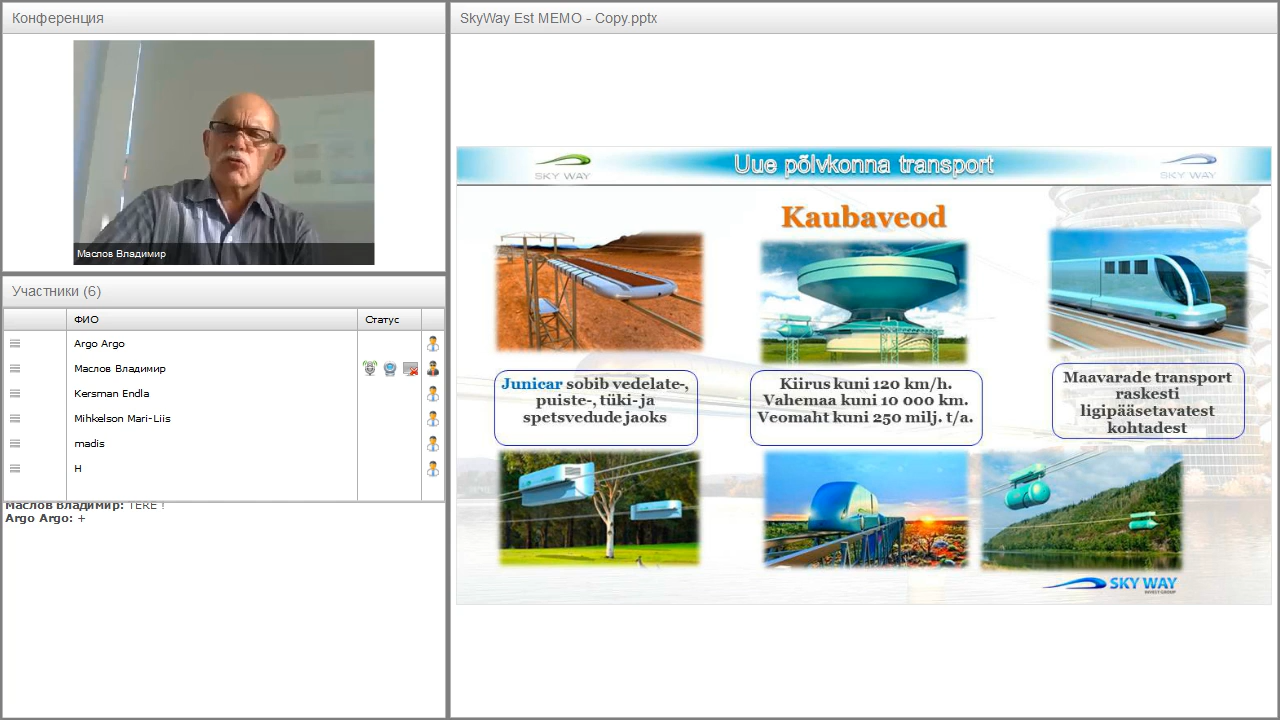 Конференция
Маслов Владимир
Участники (6)
ФИО
Статус
Argo Argo
Маслов Владимир
Kersman Endla
Mihkelson Mari-Liis
madis
H
Маслов Владимир: TERE !
Argo Argo: +
SkyWay Est MEMO - Copy.pptx
SKY WAY
Uue põlvkonna transport
SKY WAY
Kaubaveod
Junicar sobib vedelate-,
puiste-, tüki- ja
spetsvedude jaoks
Kiirus kuni 120 km/h.
Vahemaa kuni 10 000 km.
Veomaht kuni 250 milj. t/a.
Maavarade transport
raskesti
ligipääsetavatest
kohtadest
SKY WAY
INVEST GROUP